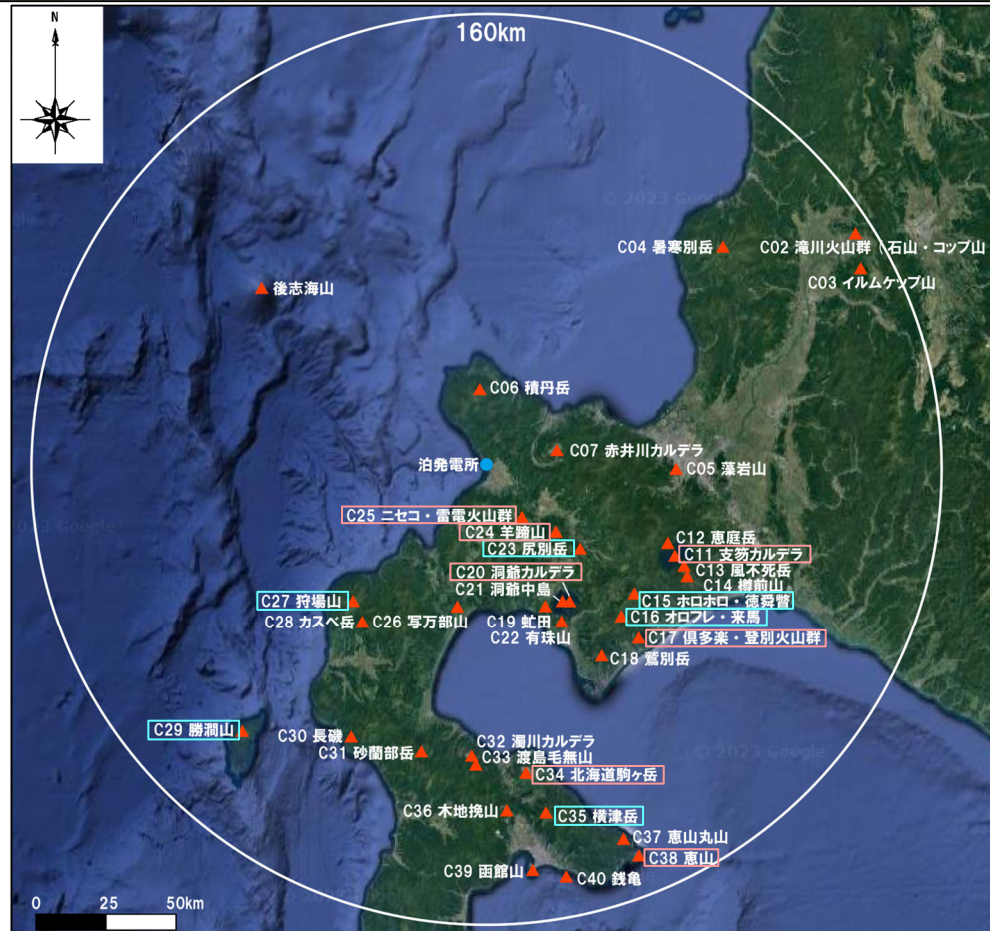 N
160km
© 2023 Google
C04 暑寒別岳
C02 滝川火山群（石山・コップ山
C03 イルムケップ山
後志海山
C06 積丹岳
C07 赤井川カルデラ
泊発電所
C05 藻岩山
C25 ニセコ・雷電火山群
C24 羊蹄山
C23 尻別岳
C12 恵庭岳
C11 支笏カルデラ
C13 風不死岳
C14 樽前山
C20 洞爺カルデラ
C21 洞爺中島
C15 ホロホロ・徳舜瞥
C27 狩場山
C28 カスベ岳
C26 写万部山
C19 虻田
C16 オロフレ・来馬
C22 有珠山
C17 倶多楽・登別火山群
C18 鷲別岳
C29 勝澗山
C30 長磯
C31 砂蘭部岳
C32 濁川カルデラ
C33 渡島毛無山
C34 北海道駒ヶ岳
© 2023 Google
C36 木地挽山
C35 横津岳
C37 恵山丸山
C38 恵山
C39 函館山
C40 銭亀
0 25 50km